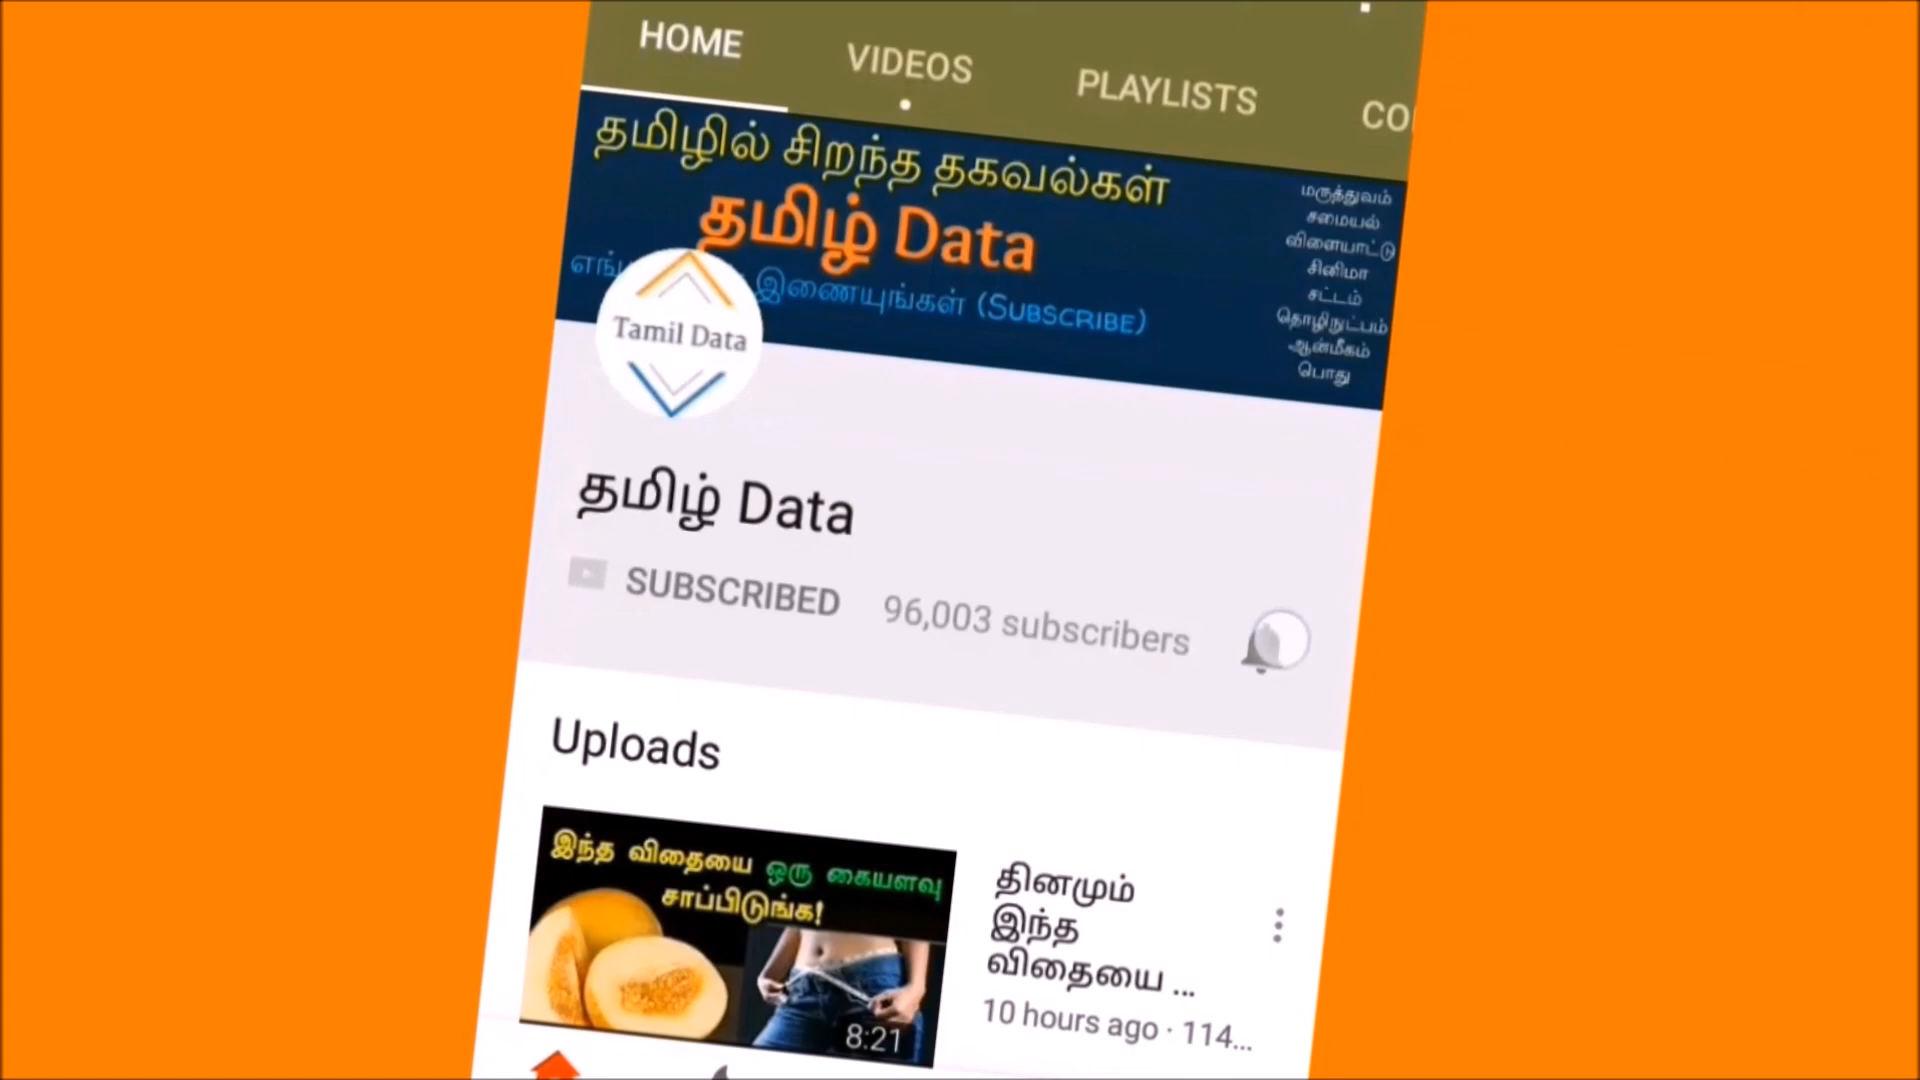 HOME VIDEOS PLAYLISTS
தமிழில் சிறந்த தகவல்கள்
தமிழ் Data
இணையுங்கள் (SUBSCRIBE)
மருத்துவம்
சமையல்
வினையாட்டு
சினிமா
சட்டம்
தொழிநுட்பம்
ஆன்மீகம்
பொது
Tamil Data
தமிழ் Data
SUBSCRIBED 96,003 subscribers
Uploads
இந்த விதையை ஒரு கையளவு
சாப்பிடுங்க!
8:21
தினமும்
இந்த
விதையை ...
10 hours ago · 114...